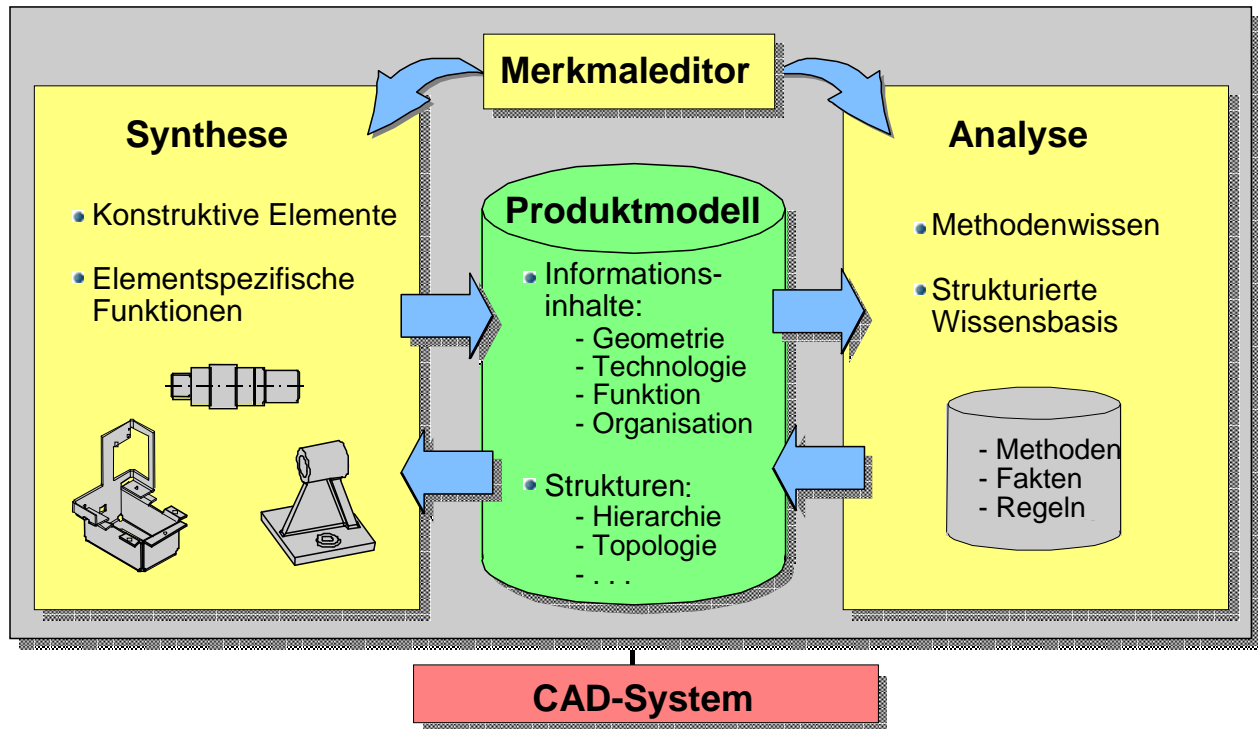 Merkmaleditor
Synthese
Konstruktive Elemente
Elementspezifische
Funktionen
Produktmodell
Informations-
inhalte:
- Geometrie
- Technologie
- Funktion
- Organisation
Strukturen:
- Hierarchie
- Topologie
- . . .
Analyse
Methodenwissen
Strukturierte
Wissensbasis
- Methoden
- Fakten
- Regeln
CAD-System